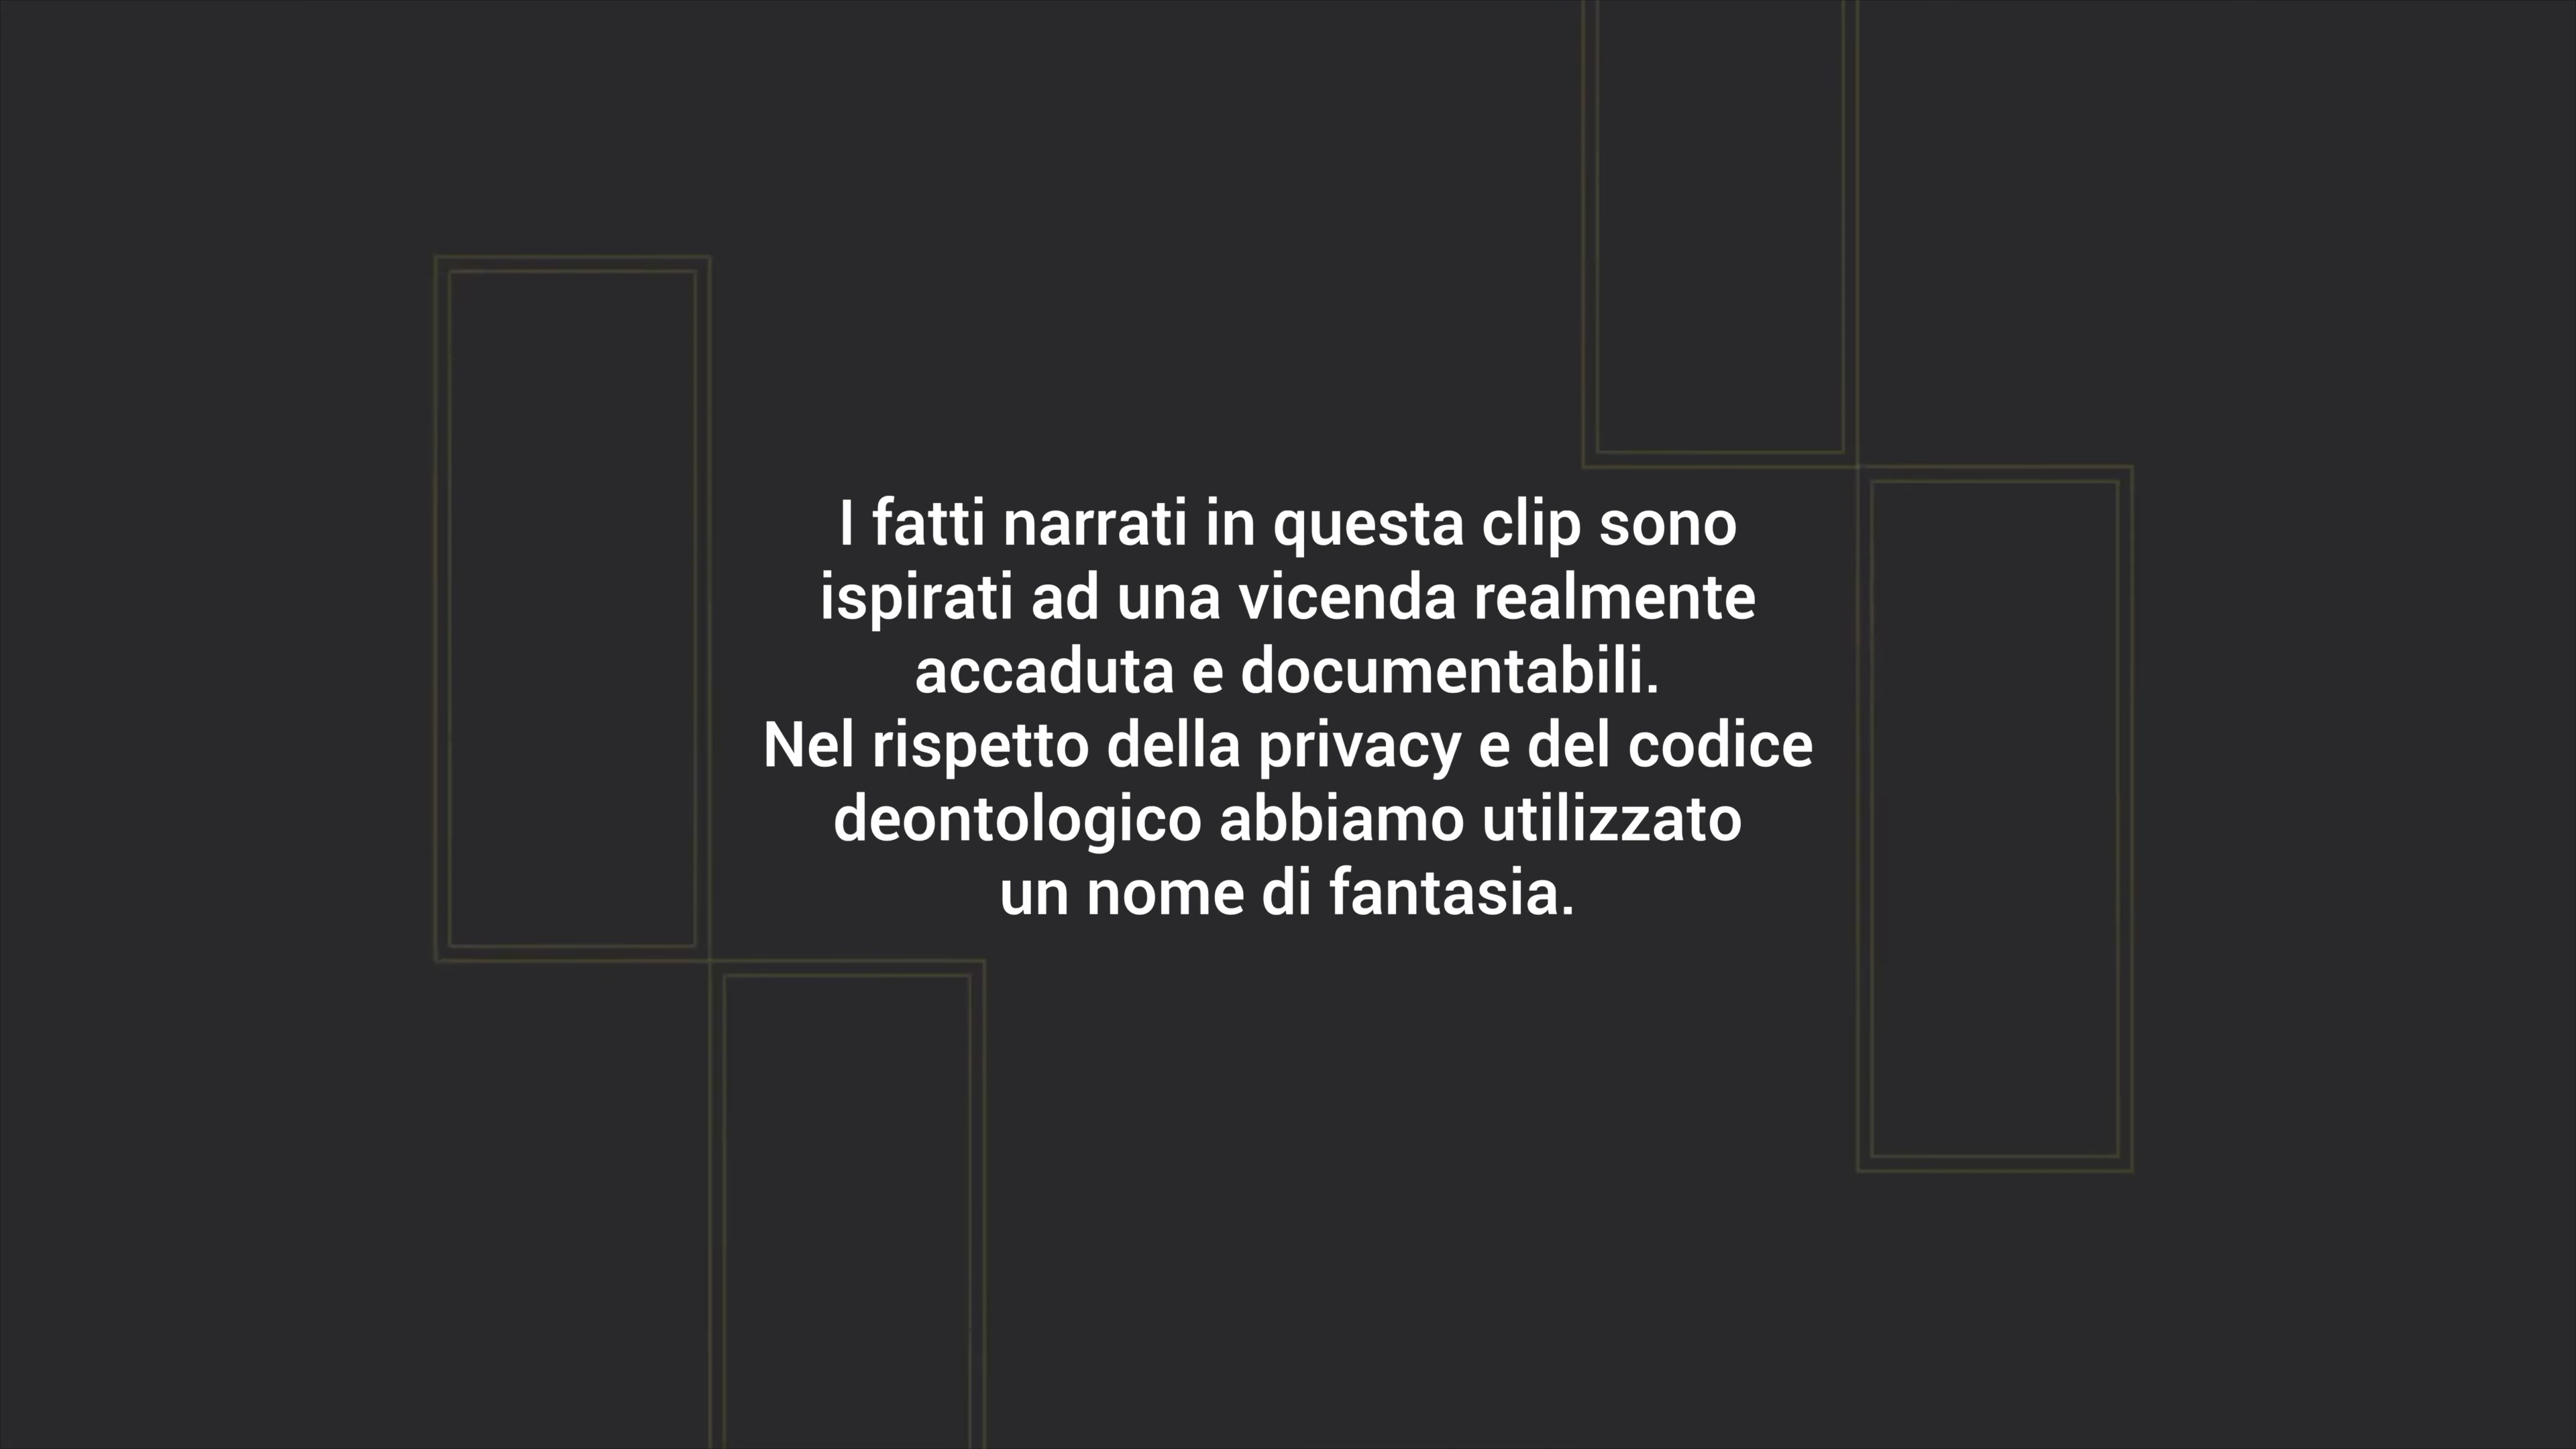 I fatti narrati in questa clip sono
ispirati ad una vicenda realmente
accaduta e documentabili.
Nel rispetto della privacy e del codice
deontologico abbiamo utilizzato
un nome di fantasia.